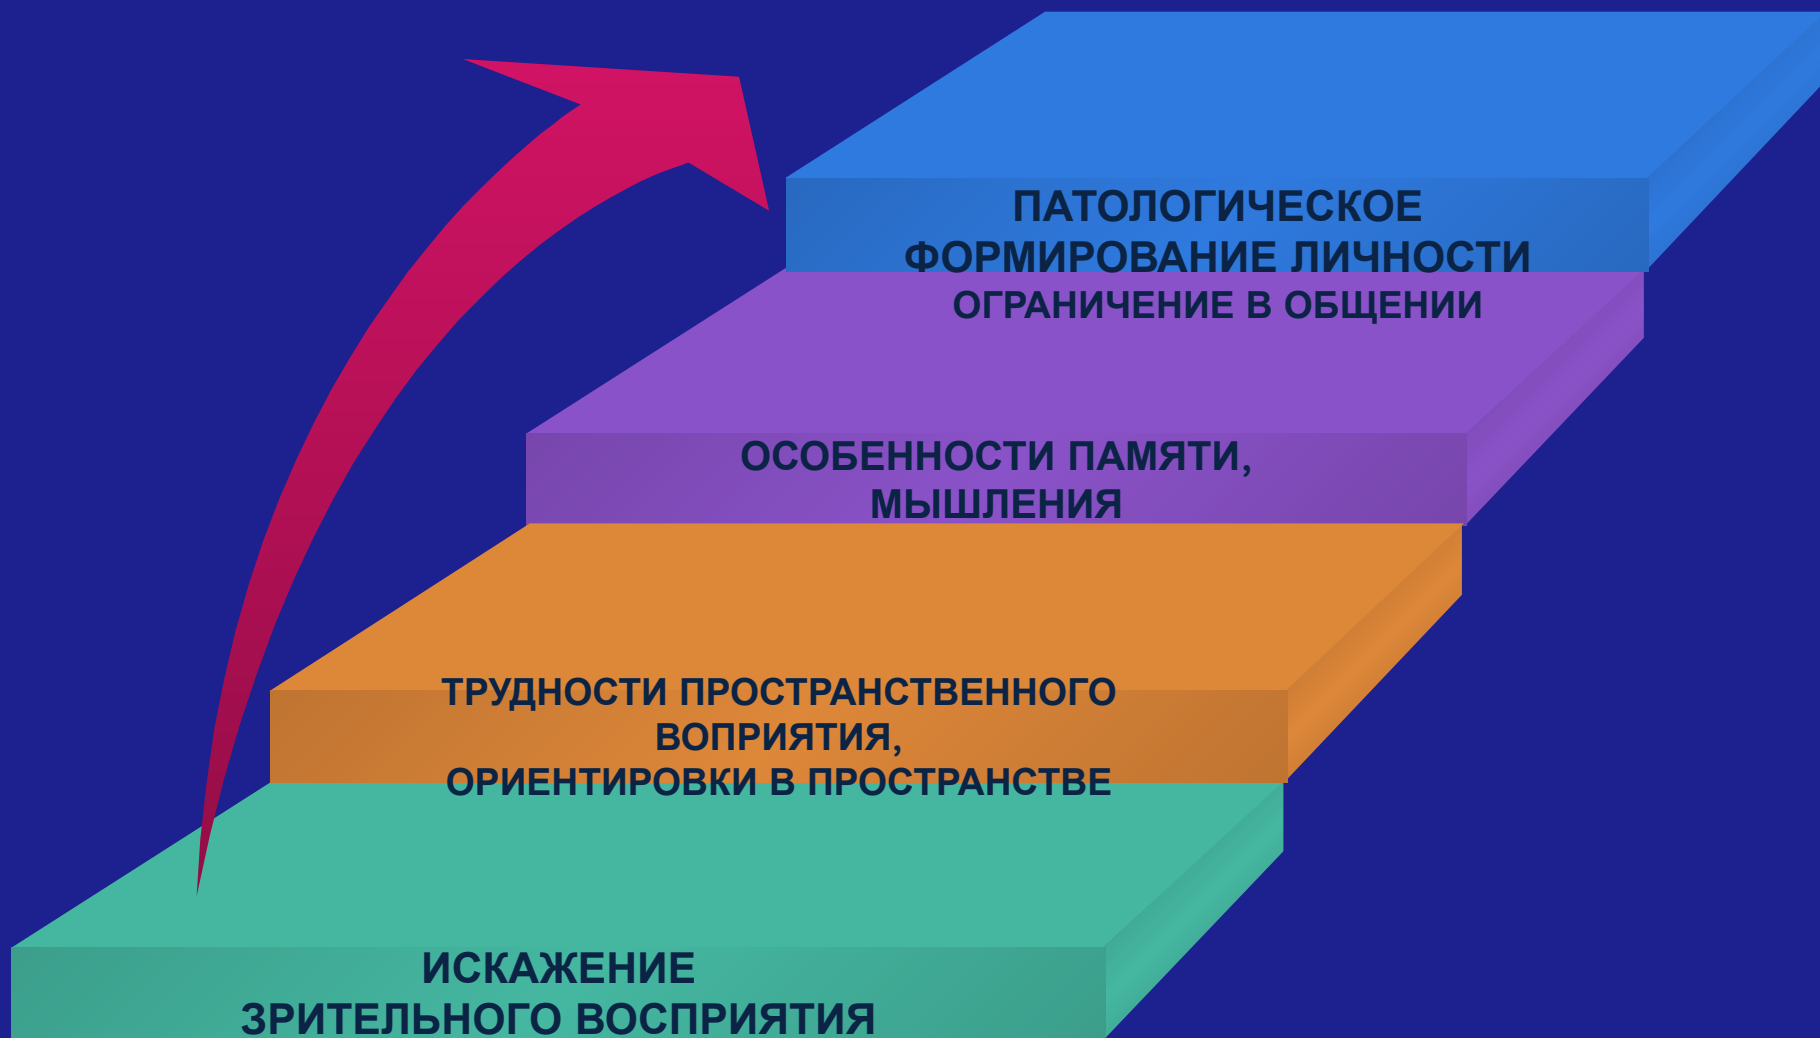 ПАТОЛОГИЧЕСКОЕ
ФОРМИРОВАНИЕ ЛИЧНОСТИ
ОГРАНИЧЕНИЕ В ОБЩЕНИИ
ОСОБЕННОСТИ ПАМЯТИ,
МЫШЛЕНИЯ
ТРУДНОСТИ ПРОСТРАНСТВЕННОГО
ВОПРИЯТИЯ,
ОРИЕНТИРОВКИ В ПРОСТРАНСТВЕ
ИСКАЖЕНИЕ
ЗРИТЕЛЬНОГО ВОСПРИЯТИЯ